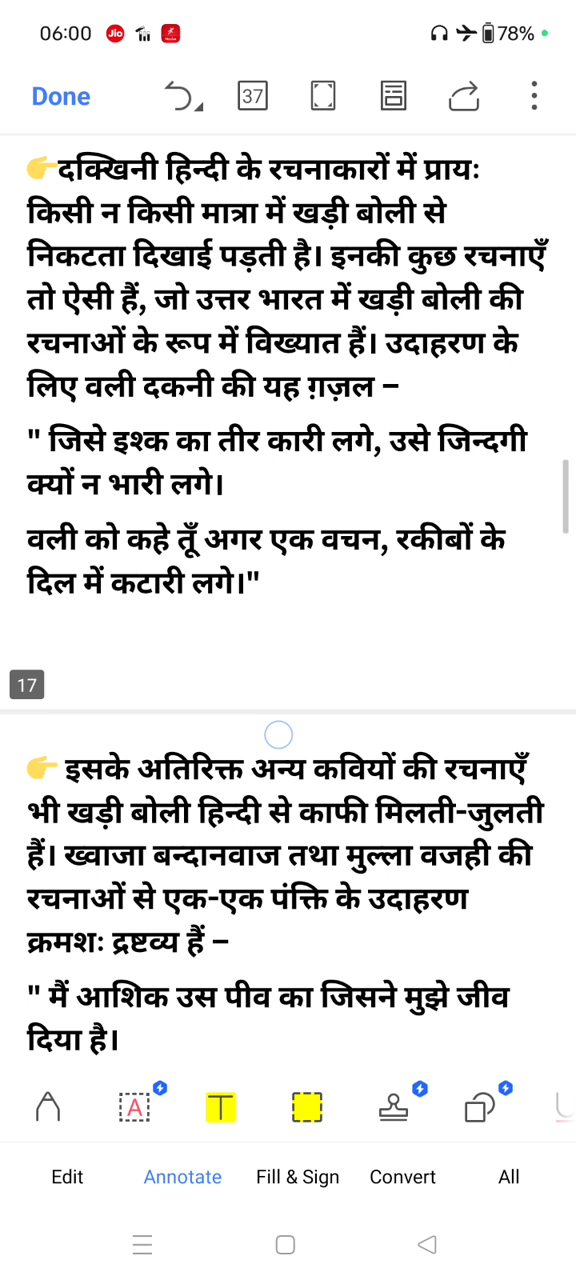 06:00 Jio 78%
Done 37
👉दक्खिनी हिन्दी के रचनाकारों में प्रायः
किसी न किसी मात्रा में खड़ी बोली से
निकटता दिखाई पड़ती है। इनकी कुछ रचनाएँ
तो ऐसी हैं, जो उत्तर भारत में खड़ी बोली की
रचनाओं के रूप में विख्यात हैं। उदाहरण के
लिए वली दकनी की यह ग़ज़ल –
" जिसे इश्क का तीर कारी लगे, उसे जिन्दगी
क्यों न भारी लगे।
वली को कहे तूँ अगर एक वचन, रकीबों के
दिल में कटारी लगे।"
17
👉 इसके अतिरिक्त अन्य कवियों की रचनाएँ
भी खड़ी बोली हिन्दी से काफी मिलती-जुलती
हैं। ख्वाजा बन्दानवाज तथा मुल्ला वजही की
रचनाओं से एक-एक पंक्ति के उदाहरण
क्रमशः द्रष्टव्य हैं –
" मैं आशिक उस पीव का जिसने मुझे जीव
दिया है।
A T
Edit Annotate Fill & Sign Convert All